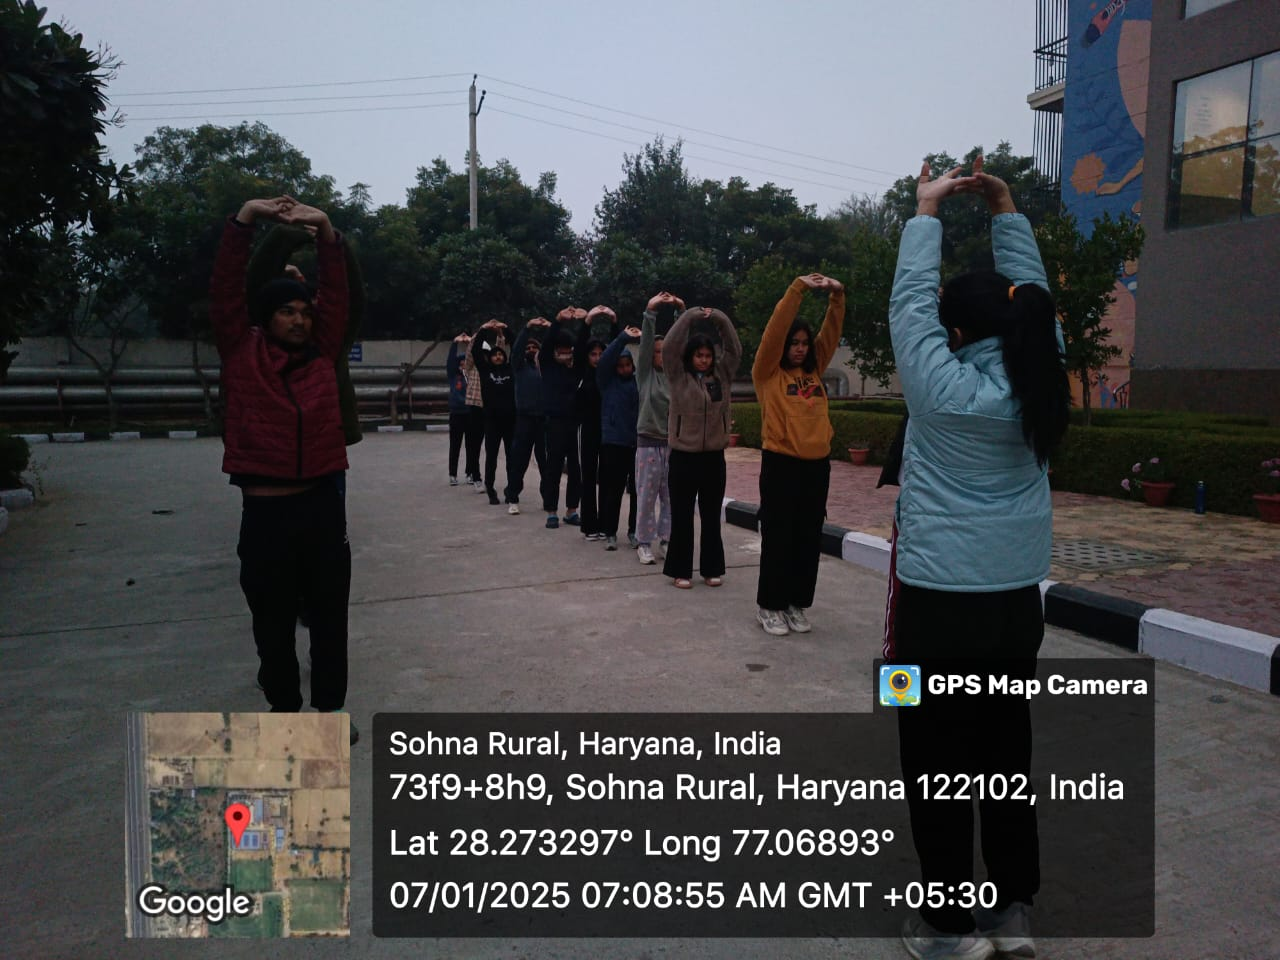 GPS Map Camera
Sohna Rural, Haryana, India
73f9+8h9, Sohna Rural, Haryana 122102, India
Lat 28.273297° Long 77.06893°
07/01/2025 07:08:55 AM GMT +05:30
Google